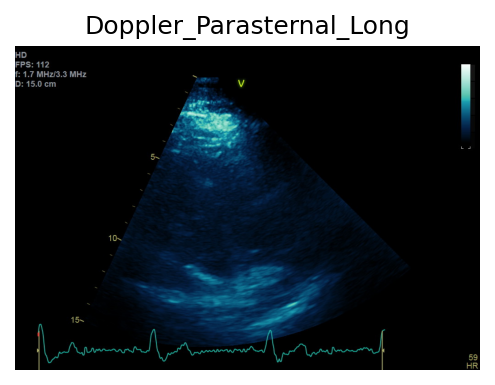 Doppler_Parasternal_Long
HD
FPS: 112
f: 1.7 MHz/3.3 MHz
D: 15.0 cm
V
5
10
15
59
HR